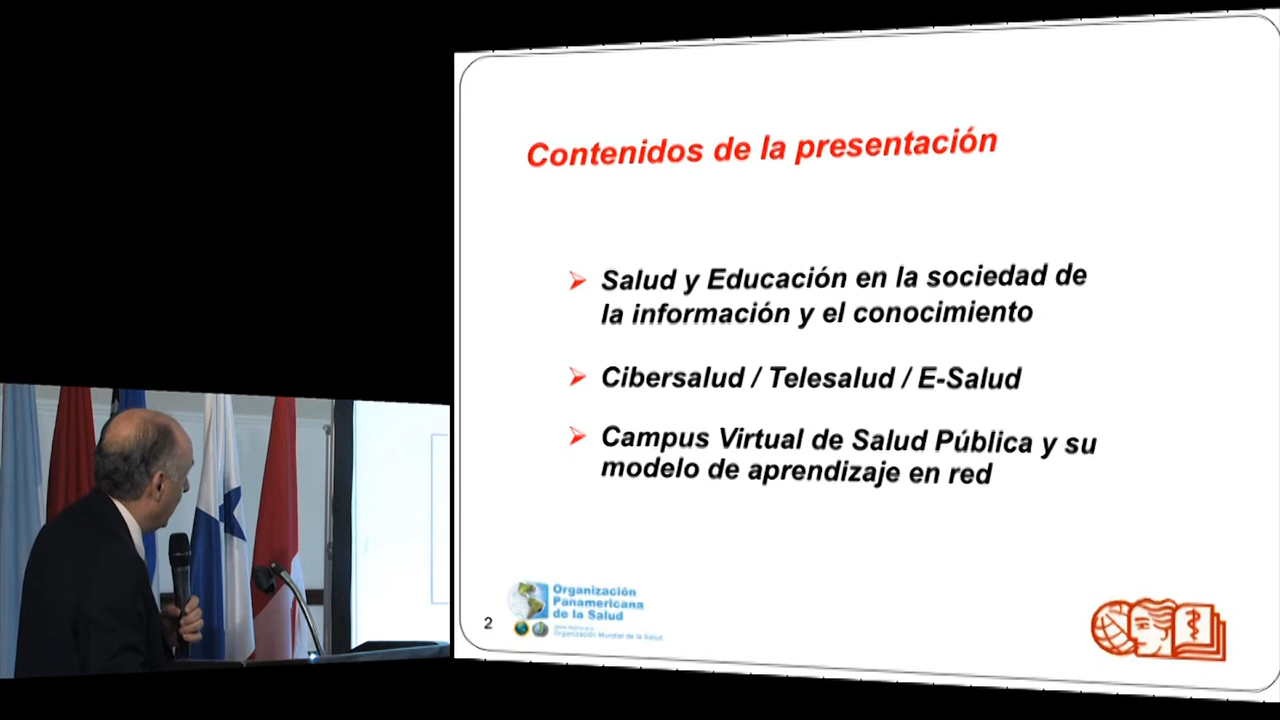 Contenidos de la presentación
Salud y Educación en la sociedad de
la información y el conocimiento
Cibersalud / Telesalud / E-Salud
Campus Virtual de Salud Pública y su
modelo de aprendizaje en red
2
Organización
Panamericana
de la Salud
Organización Mundial de la Salud